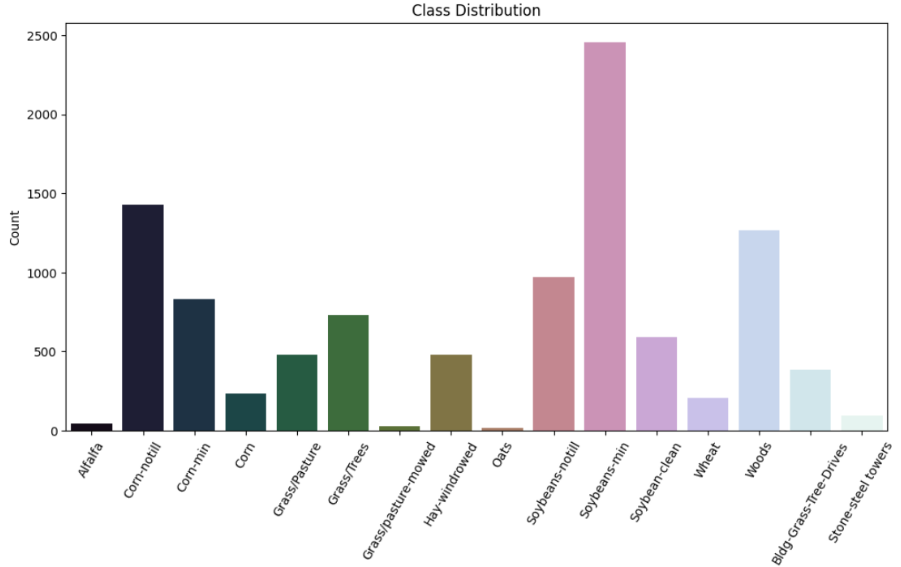 Class Distribution
Count
2500
2000
1500
1000
500
0
Alfalfa
Corn-notill
Corn-min
Corn
Grass/Pasture
Grass/Trees
Grass/pasture-mowed
Hay-windrowed
Oats
Soybeans-notill
Soybeans-min
Soybean-clean
Wheat
Woods
Bldg-Grass-Tree-Drives
Stone-steel towers